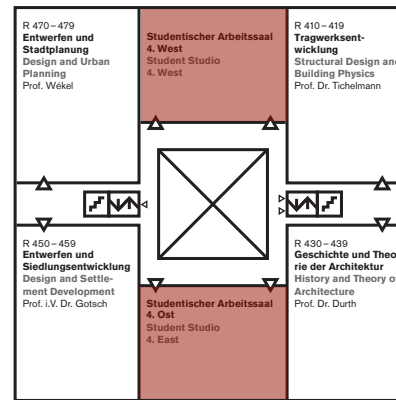 R 470–479
Entwerfen und
Stadtplanung
Design and Urban
Planning
Prof. Wékel
Studentischer Arbeitssaal
4. West
Student Studio
4. West
R 410–419
Tragwerksent-
wicklung
Structural Design and
Building Physics
Prof. Dr. Tichelmann
R 450–459
Entwerfen und
Siedlungsentwicklung
Design and Settle-
ment Development
Prof. i.V. Dr. Gotsch
Studentischer Arbeitssaal
4. Ost
Student Studio
4. East
R 430–439
Geschichte und Theo
rie der Architektur
History and Theory of
Architecture
Prof. Dr. Durth